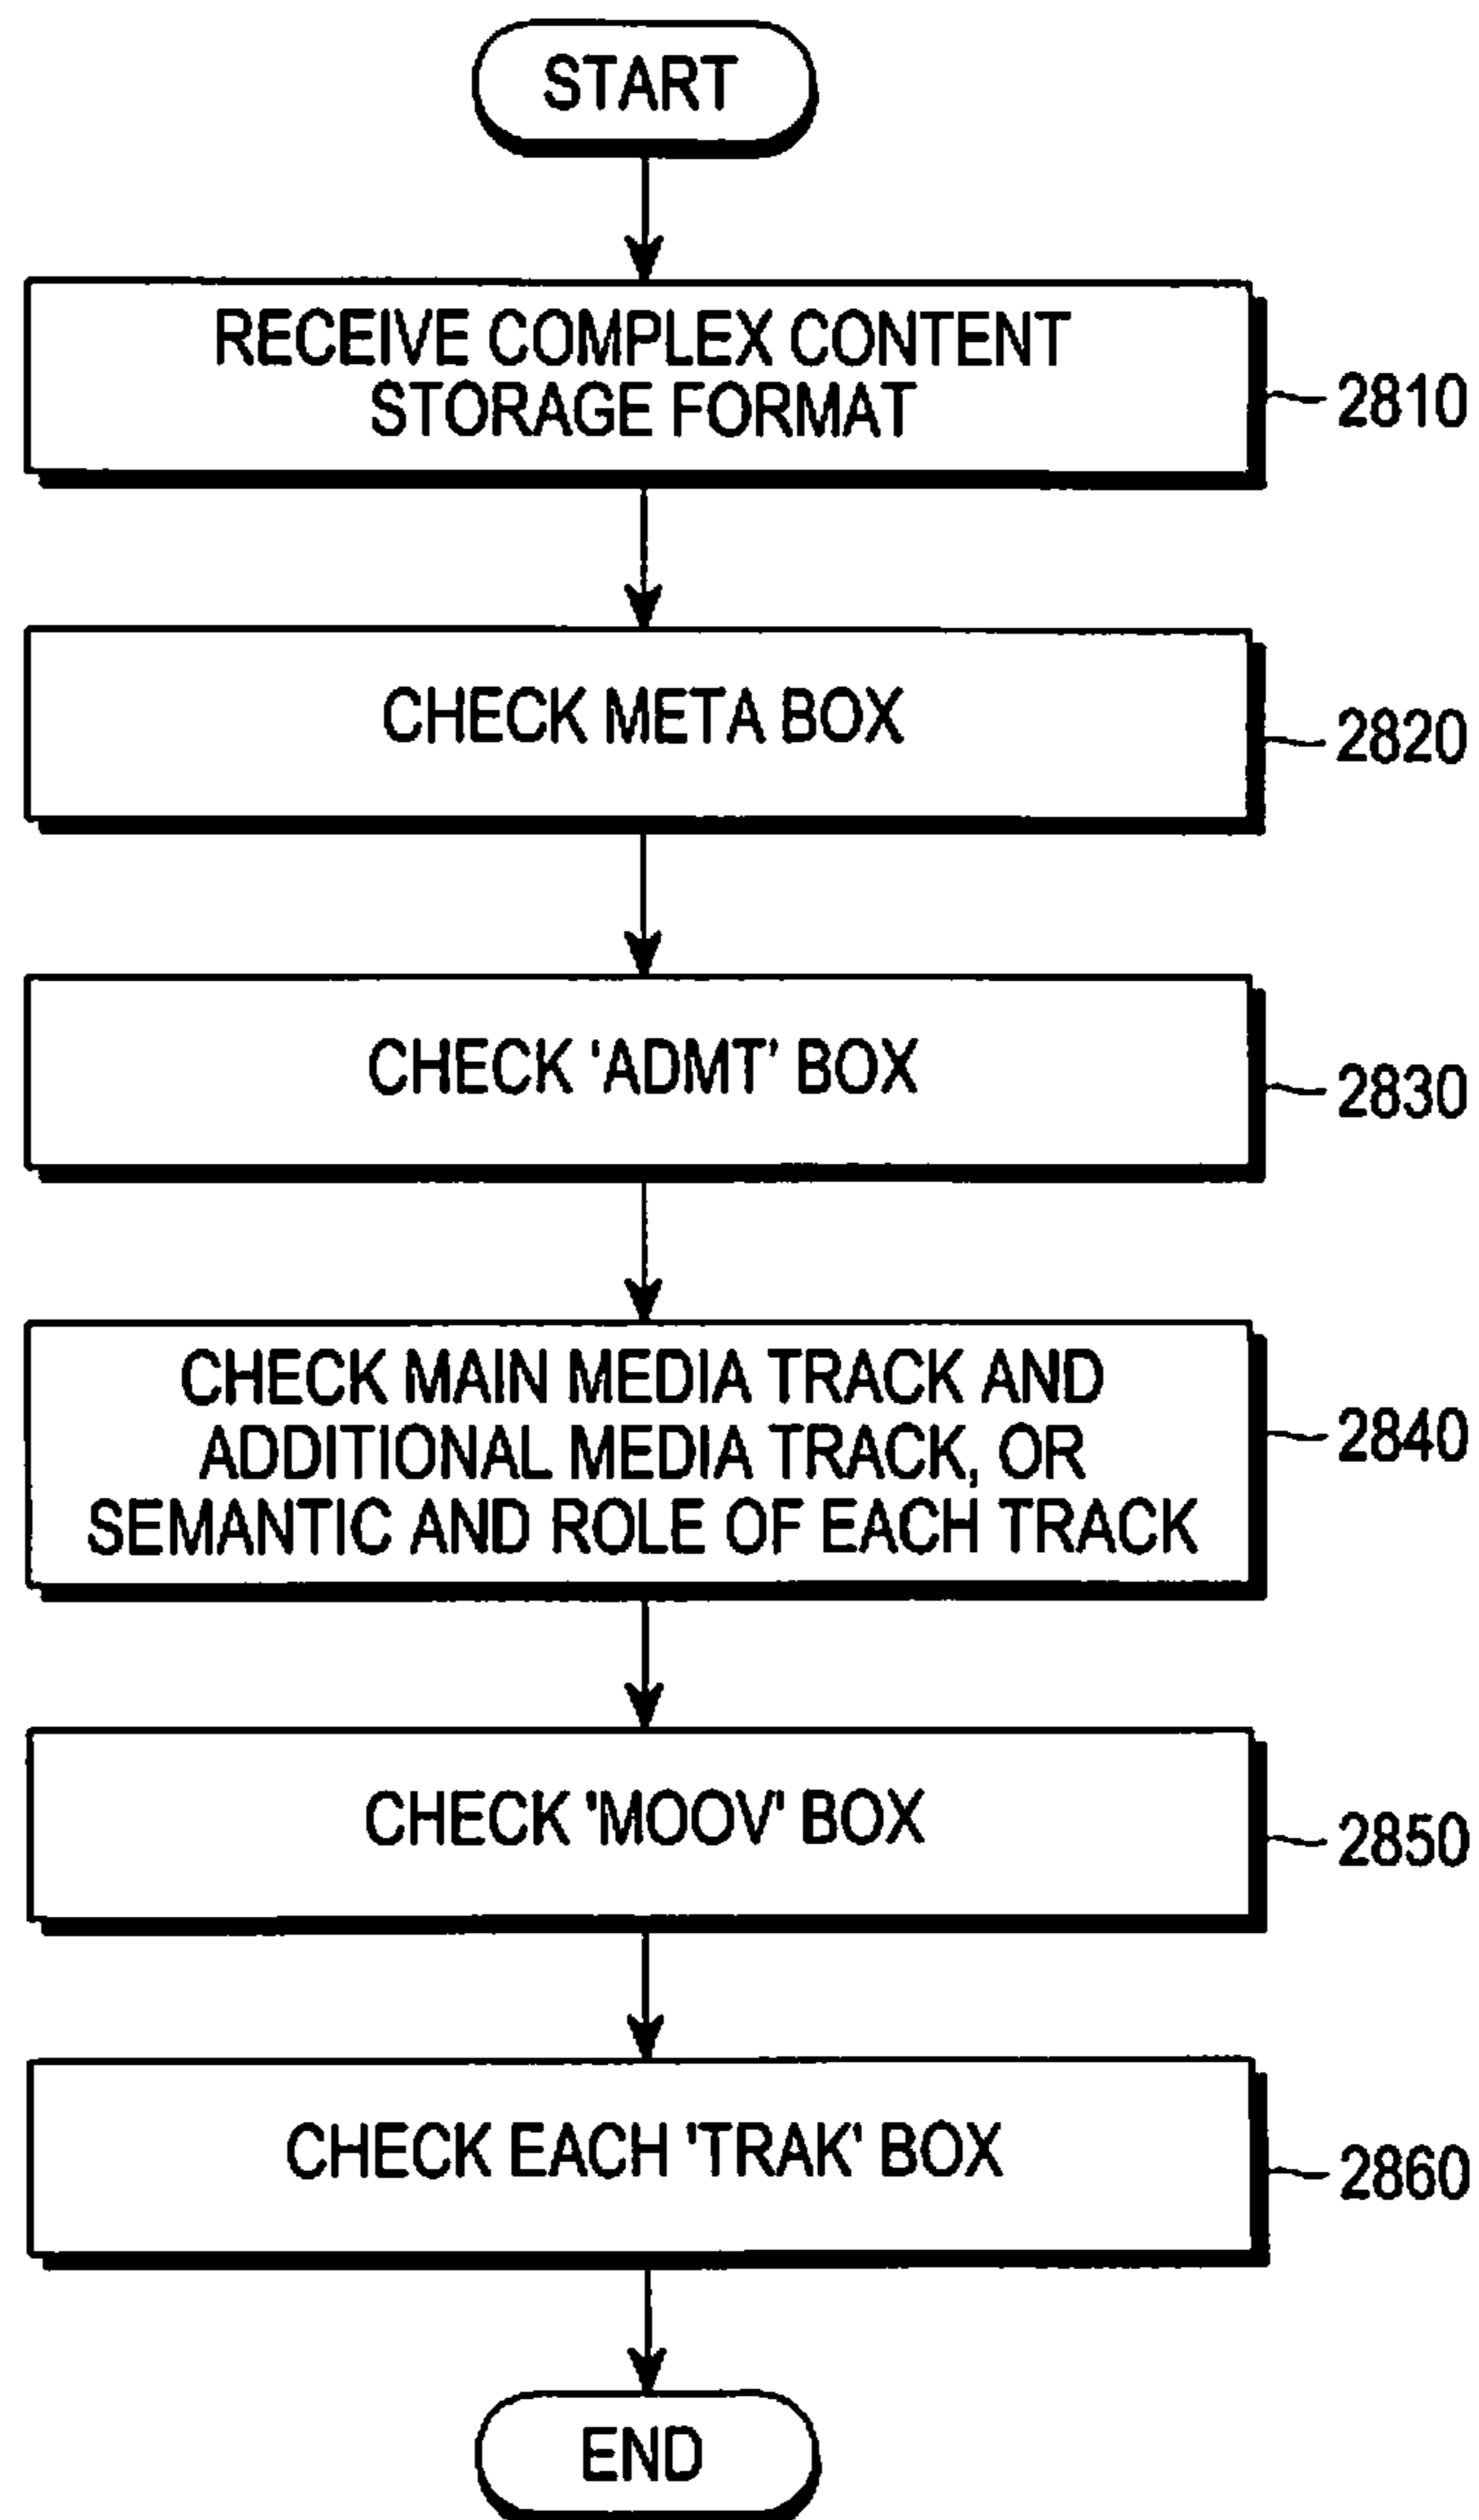 START
RECEIVE COMPLEX CONTENT
STORAGE FORMAT
2810
CHECK META BOX
2820
CHECK 'ADMT' BOX
2830
CHECK MAIN MEDIA TRACK AND
ADDITIONAL MEDIA TRACK, OR
SEMANTIC AND ROLE OF EACH TRACK
2840
CHECK 'MOOV' BOX
2850
CHECK EACH 'TRAK' BOX
2860
END